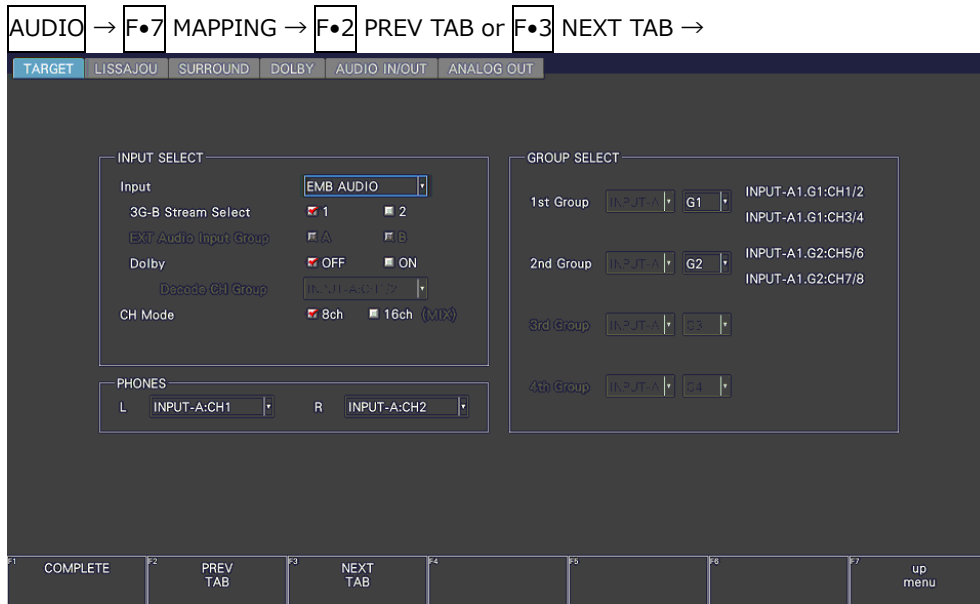 AUDIO → F•7 MAPPING → F•2 PREV TAB or F•3 NEXT TAB →
TARGET LISSAJOU SURROUND DOLBY AUDIO IN/OUT ANALOG OUT
INPUT SELECT
Input EMB AUDIO
3G-B Stream Select 1 2
EXT Audio Input Group A B
Dolby OFF ON
Decode CH Group
CH Mode 8ch 16ch (MIX)
PHONES
L INPUT-A:CH1 R INPUT-A:CH2
GROUP SELECT
1st Group INPUT-A G1 INPUT-A1.G1:CH1/2
INPUT-A1.G1:CH3/4
2nd Group INPUT-A G2 INPUT-A1.G2:CH5/6
INPUT-A1.G2:CH7/8
3rd Group INPUT-A G3
4th Group INPUT-A G4
F1 COMPLETE F2 PREV TAB F3 NEXT TAB F4 F5 F6 F7 up menu